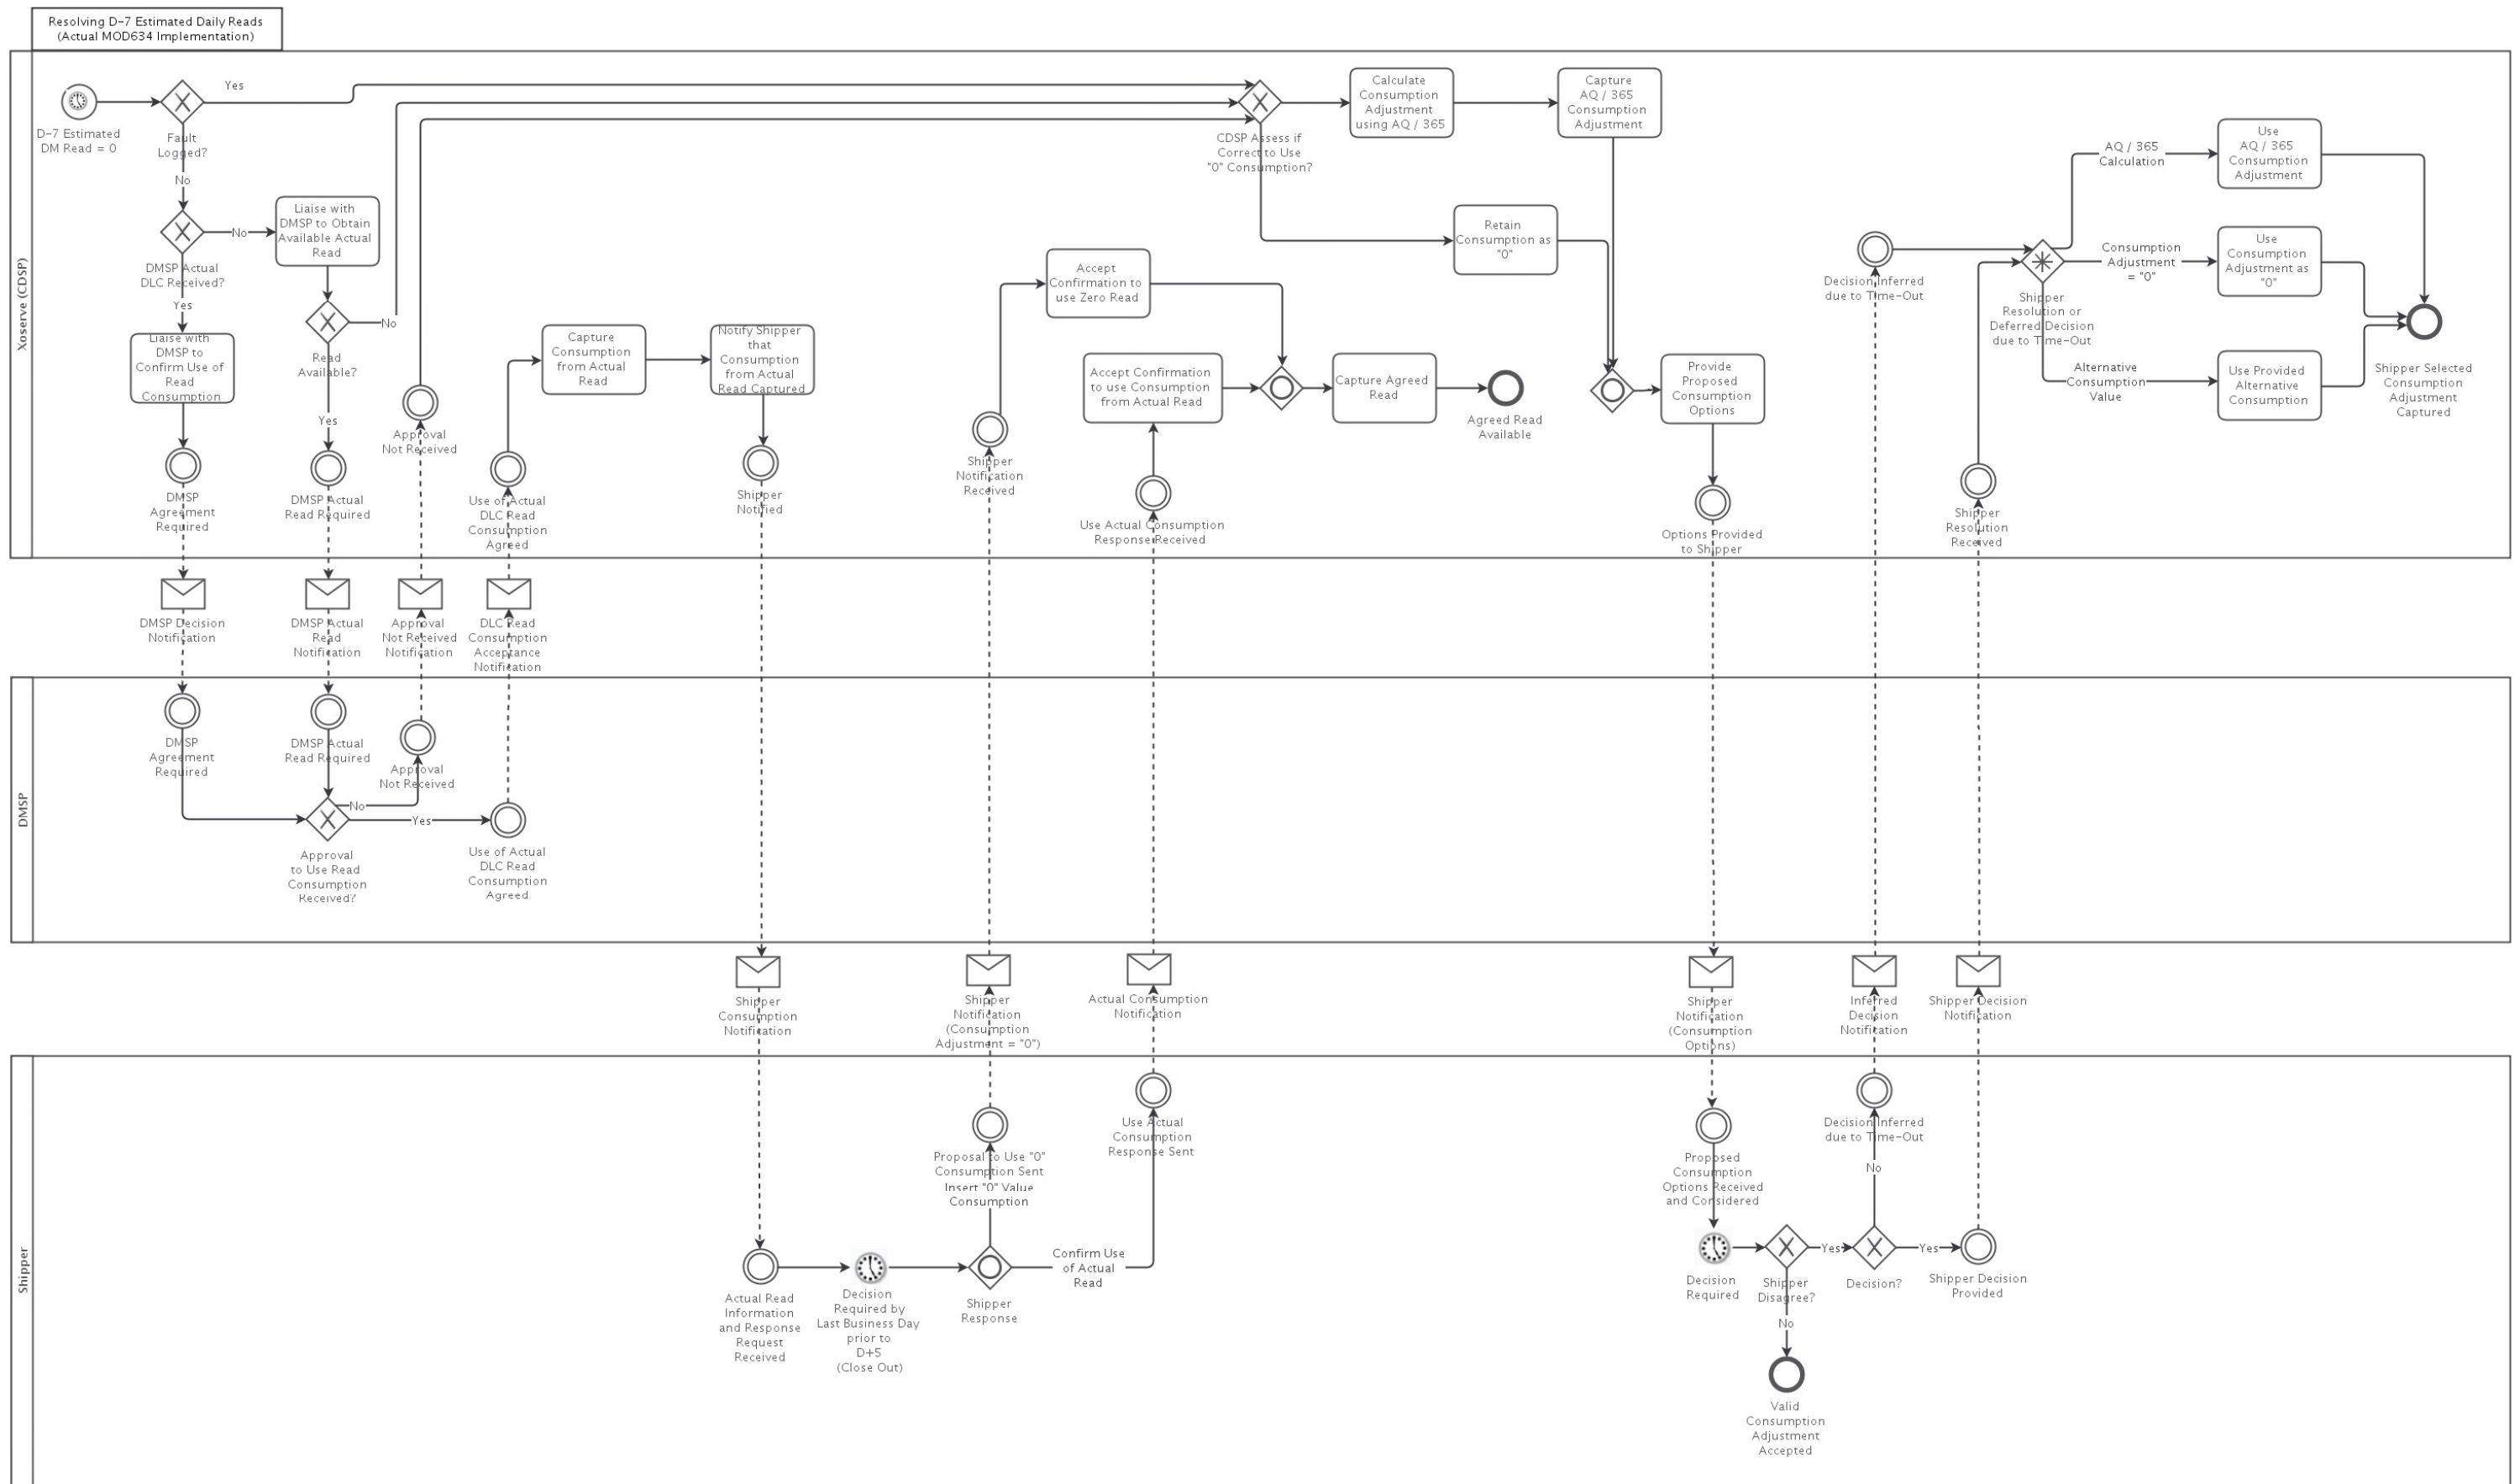 Resolving D-7 Estimated Daily Reads
(Actual MOD634 Implementation)
Xoserve (CDSP)
D-7 Estimated
DM Read = 0
Yes
Fault
Logged?
No
DMSP Actual
DLC Received?
No
Liaise with
DMSP to Obtain
Available Actual
Read
Yes
Liaise with
DMSP to
Confirm Use of
Read
Consumption
Read
Available?
No
Yes
DMSP
Agreement
Required
DMSP Actual
Read Required
Approval
Not Received
Use of Actual
DLC Read
Consumption
Agreed
Capture
Consumption
from Actual
Read
Notify Shipper
that
Consumption
from Actual
Read Captured
Shipper
Notified
Shipper
Notification
Received
Accept
Confirmation to
use Zero Read
Accept Confirmation
to use Consumption
from Actual Read
Use Actual Consumption
Response Received
Capture Agreed
Read
Agreed Read
Available
CDSP Assess if
Correct to Use
"0" Consumption?
Calculate
Consumption
Adjustment
using AQ / 365
Capture
AQ / 365
Consumption
Adjustment
Retain
Consumption as
"0"
Provide
Proposed
Consumption
Options
Options Provided
to Shipper
Decision Inferred
due to Time-Out
Shipper
Resolution
Received
Shipper
Resolution or
Deferred Decision
due to Time-Out
AQ / 365
Calculation
Consumption
Adjustment
= "0"
Alternative
Consumption
Value
Use
AQ / 365
Consumption
Adjustment
Use
Consumption
Adjustment as
"0"
Use Provided
Alternative
Consumption
Shipper Selected
Consumption
Adjustment
Captured
DMSP Decision
Notification
DMSP Actual
Read
Notification
Approval
Not Received
Notification
DLC Read
Consumption
Acceptance
Notification
DMSP
DMSP
Agreement
Required
DMSP Actual
Read Required
Approval
Not Received
No
Yes
Approval
to Use Read
Consumption
Received?
Use of Actual
DLC Read
Consumption
Agreed
Shipper
Consumption
Notification
Shipper
Notification
(Consumption
Adjustment = "0")
Actual Consumption
Notification
Shipper
Notification
(Consumption
Options)
Inferred
Decision
Notification
Shipper Decision
Notification
Shipper
Actual Read
Information
and Response
Request
Received
Decision
Required by
Last Business Day
prior to
D+5
(Close Out)
Shipper
Response
Proposal to Use "0"
Consumption Sent
Insert "0" Value
Consumption
Confirm Use
of Actual
Read
Use Actual
Consumption
Response Sent
Proposed
Consumption
Options Received
and Considered
Decision
Required
Shipper
Disagree?
Yes
No
Valid
Consumption
Adjustment
Accepted
Decision?
No
Decision Inferred
due to Time-Out
Yes
Shipper Decision
Provided